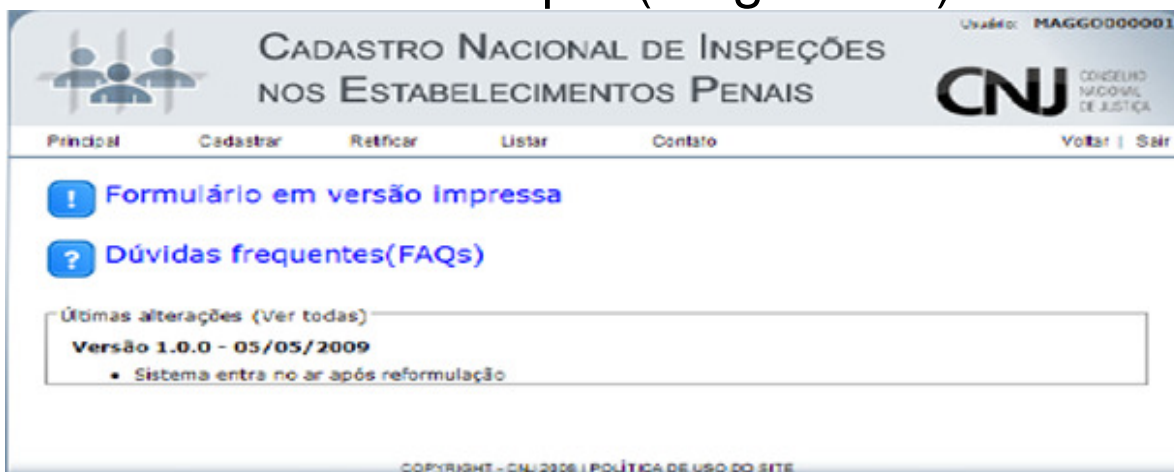 Usuário: MAGGO000001
CADASTRO NACIONAL DE INSPEÇÕES
NOS ESTABELECIMENTOS PENAIS
CNJ
CONSELHO
NACIONAL
DE JUSTIÇA
Principal Cadastrar Retificar Listar Contato Voltar | Sair
! Formulário em versão impressa
? Dúvidas frequentes(FAQs)
Últimas alterações (Ver todas)
Versão 1.0.0 - 05/05/2009
• Sistema entra no ar após reformulação
COPYRIGHT - CNJ | POLÍTICA DE USO DO SITE